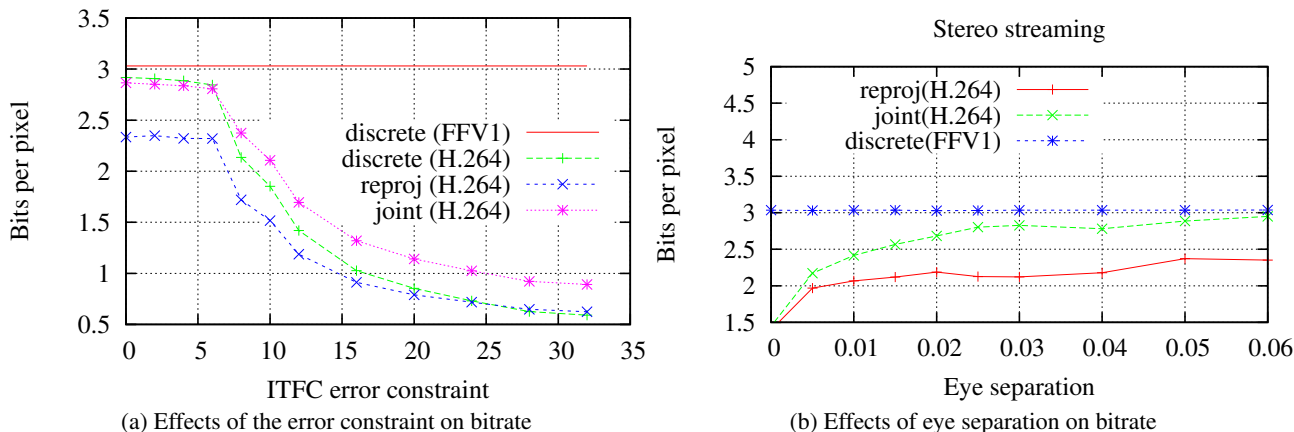 3.5
3
2.5
2
1.5
1
0.5
Bits per pixel
discrete (FFV1)
discrete (H.264)
reproj (H.264)
joint (H.264)
0 5 10 15 20 25 30 35
ITFC error constraint
(a) Effects of the error constraint on bitrate
Stereo streaming
5
4.5
4
3.5
3
2.5
2
1.5
Bits per pixel
reproj(H.264)
joint(H.264)
discrete(FFV1)
0 0.01 0.02 0.03 0.04 0.05 0.06
Eye separation
(b) Effects of eye separation on bitrate